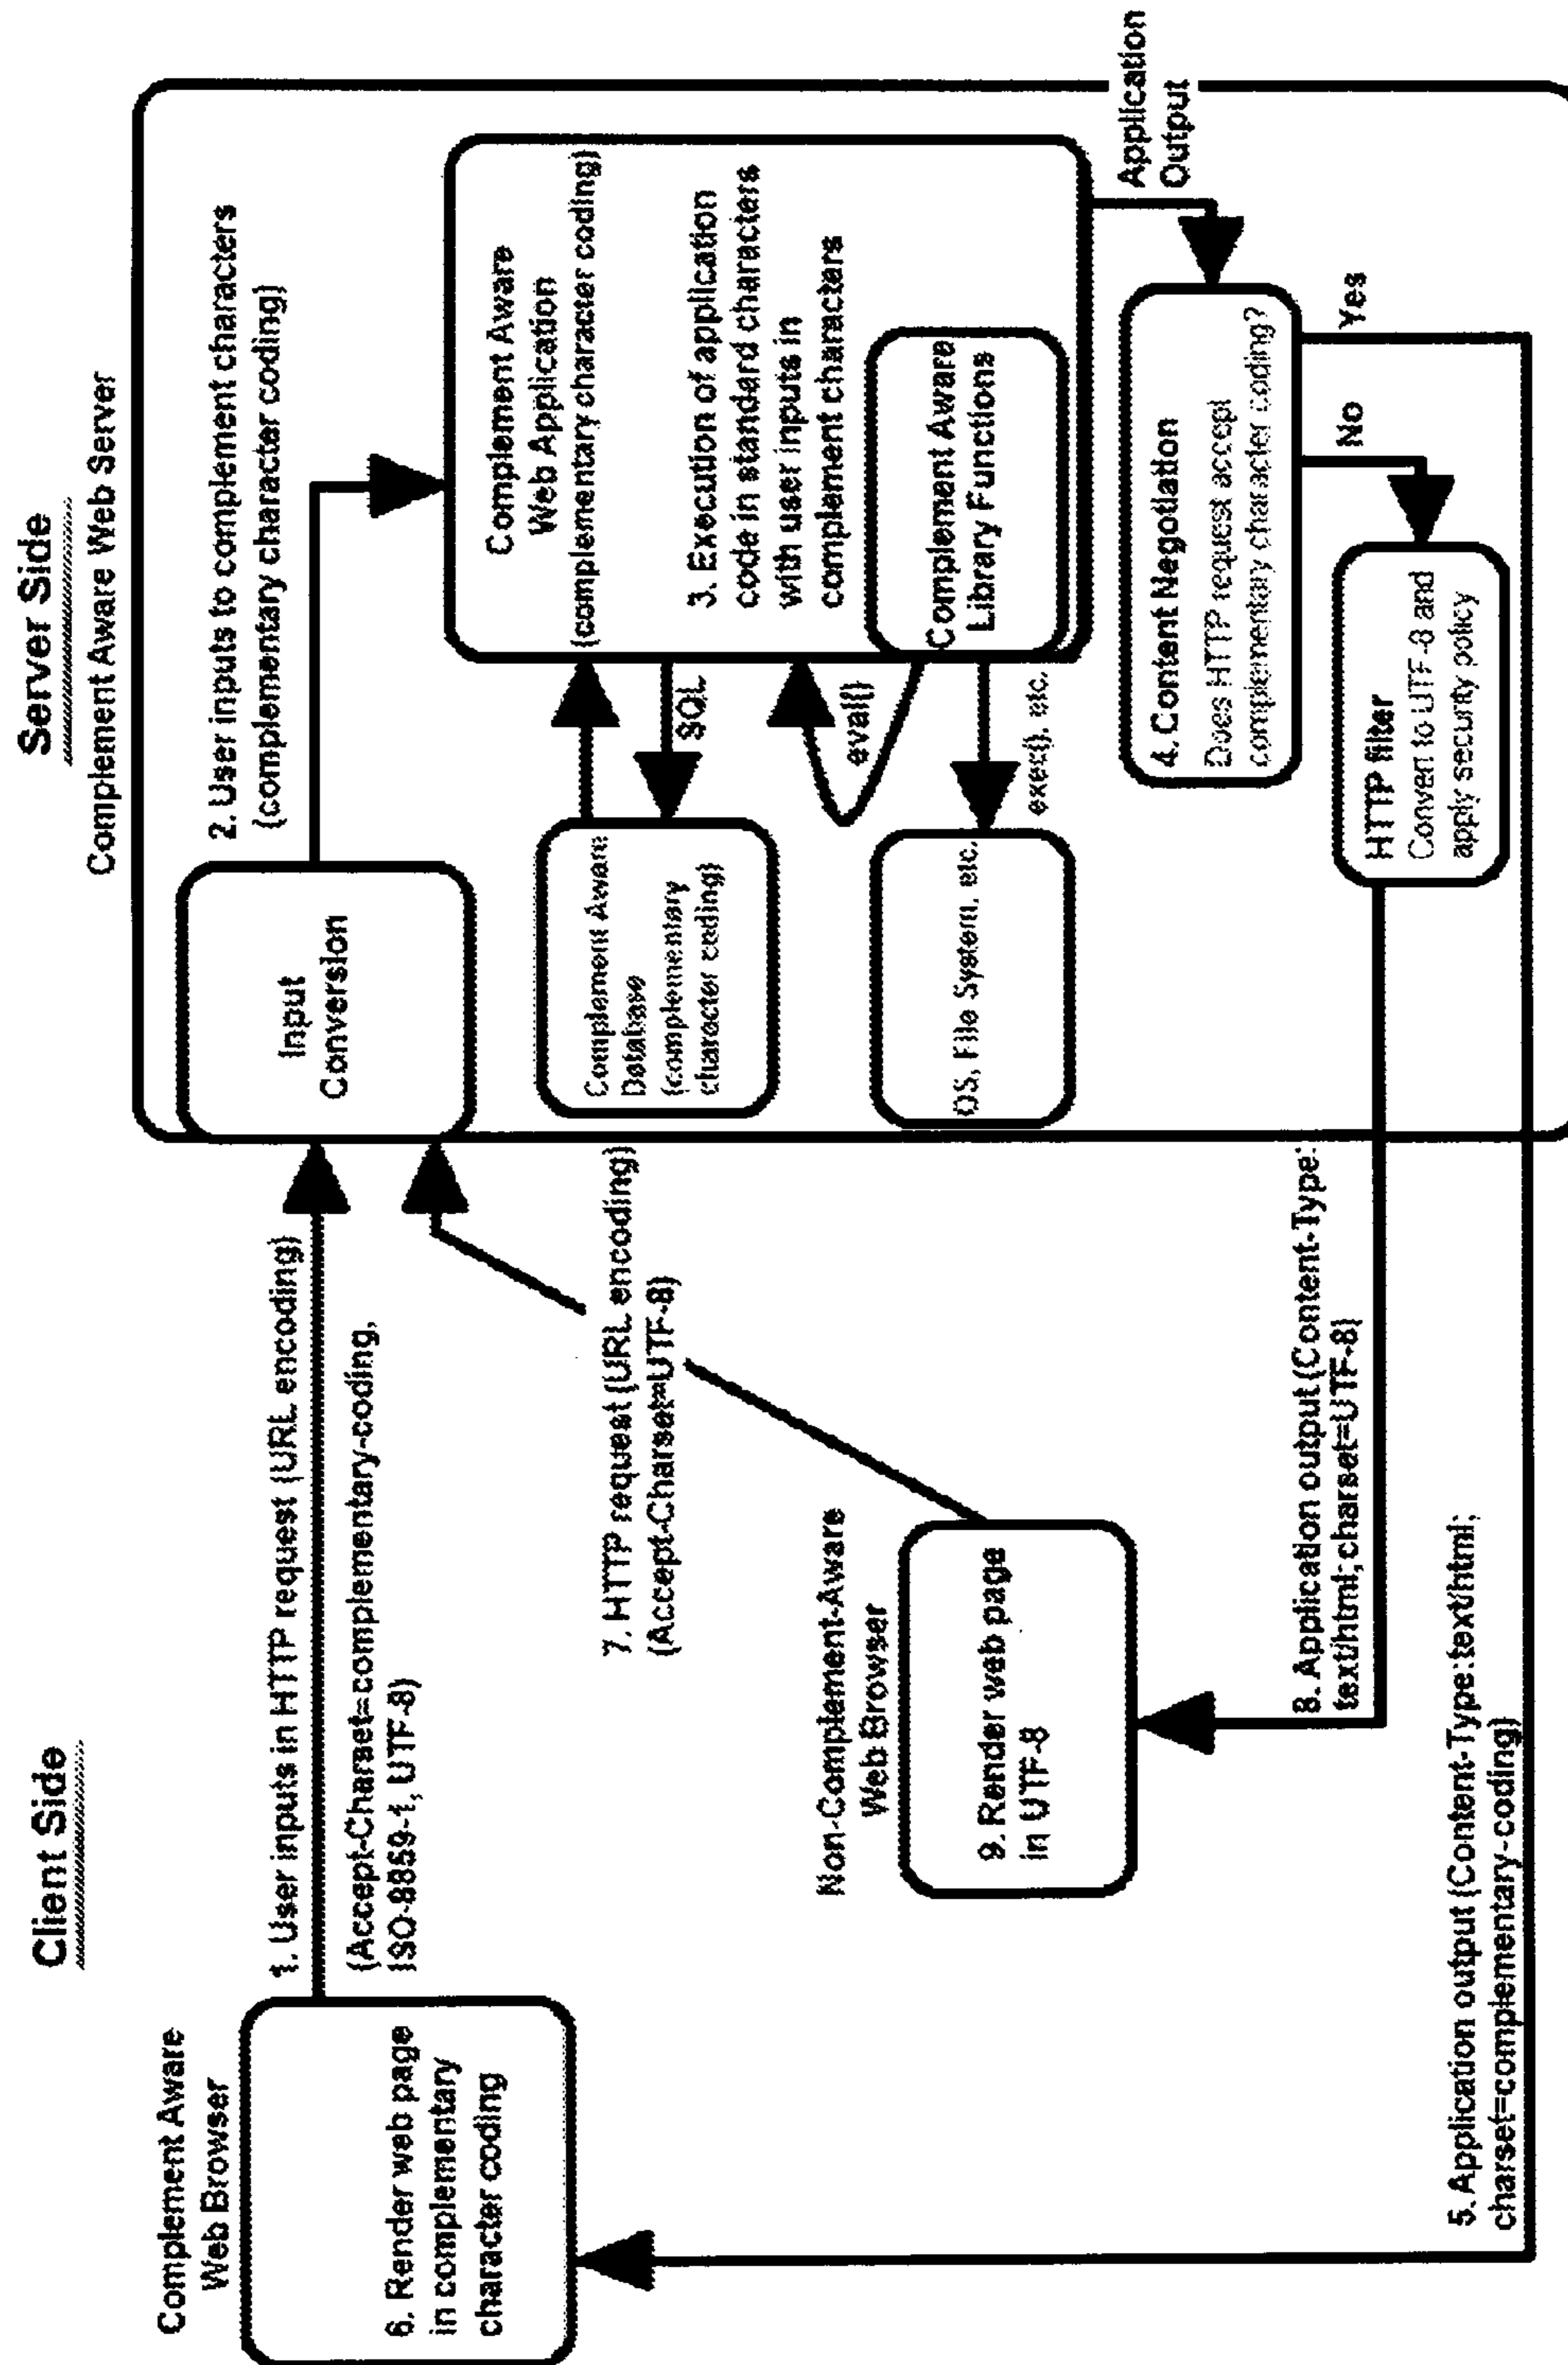 Client Side
Server Side
Complement Aware Web Server
Complement Aware
Web Browser
6. Render web page
in complementary
character coding
1. User inputs in HTTP request (URL encoding)
(Accept-Charset=complementary-coding,
ISO-8859-1, UTF-8)
Input
Conversion
2. User inputs to complement characters
(complementary character coding)
Complement Aware
Web Application
(complementary character coding)
3. Execution of application
code in standard characters
with user inputs in
complement characters
Complement Aware
Library Functions
Complement Aware
Database
(complementary
character coding)
SQL
eval()
OS, File System, etc.
exec(), etc.
Application
Output
4. Content Negotiation
Does HTTP request accept
complementary character coding?
No
Yes
HTTP filter
Convert to UTF-8 and
apply security policy
7. HTTP request (URL encoding)
(Accept-Charset=UTF-8)
Non-Complement-Aware
Web Browser
9. Render web page
in UTF-8
8. Application output (Content-Type:
text/html; charset=UTF-8)
5. Application output (Content-Type:text/html;
charset=complementary-coding)